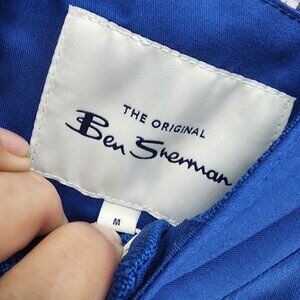 THE ORIGINAL
Ben Sherman
M